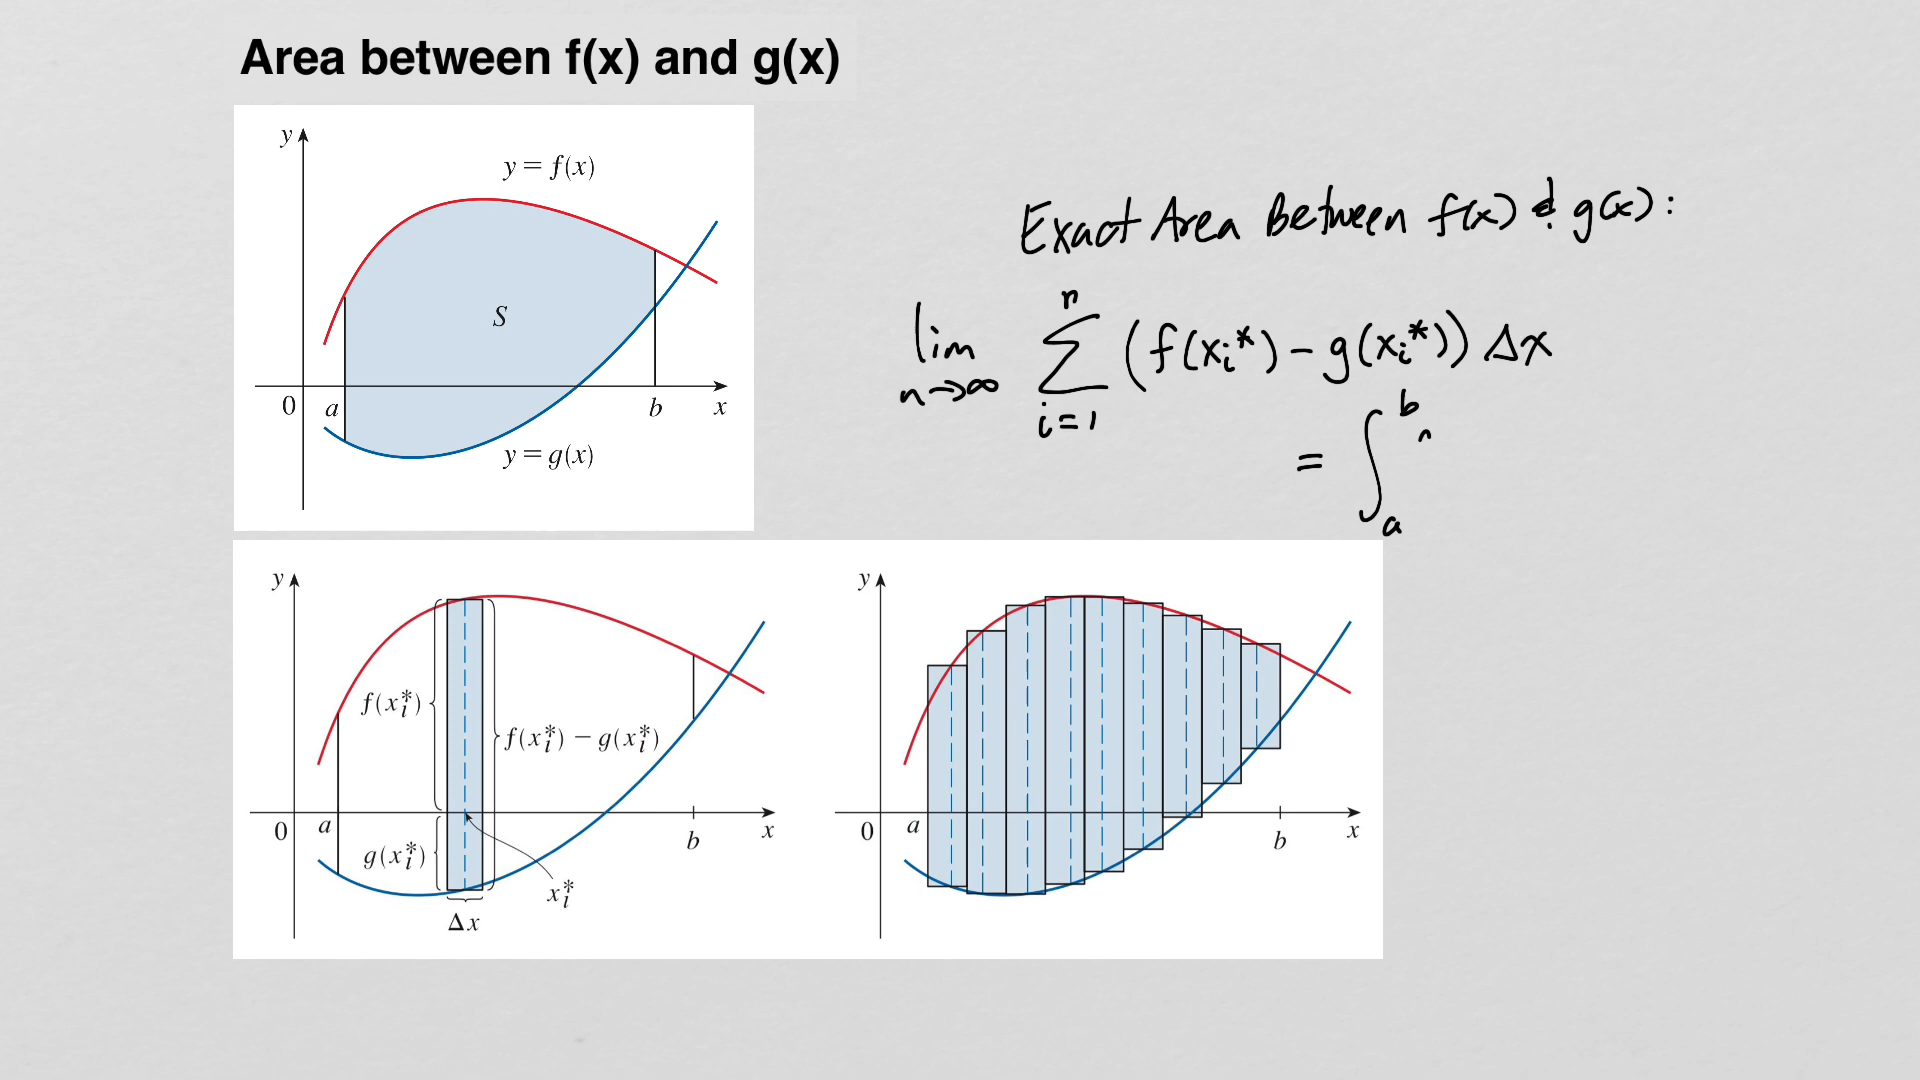 Area between f(x) and g(x)
y
y = f(x)
S
0 a b x
y = g(x)
Exact Area Between f(x) & g(x):
lim n→∞ n Σ i=1 (f(xᵢ*) − g(xᵢ*)) Δx
= ∫ₐᵇ
y
f(xᵢ*)
f(xᵢ*) − g(xᵢ*)
0 a b x
g(xᵢ*)
xᵢ*
Δx
y
0 a b x